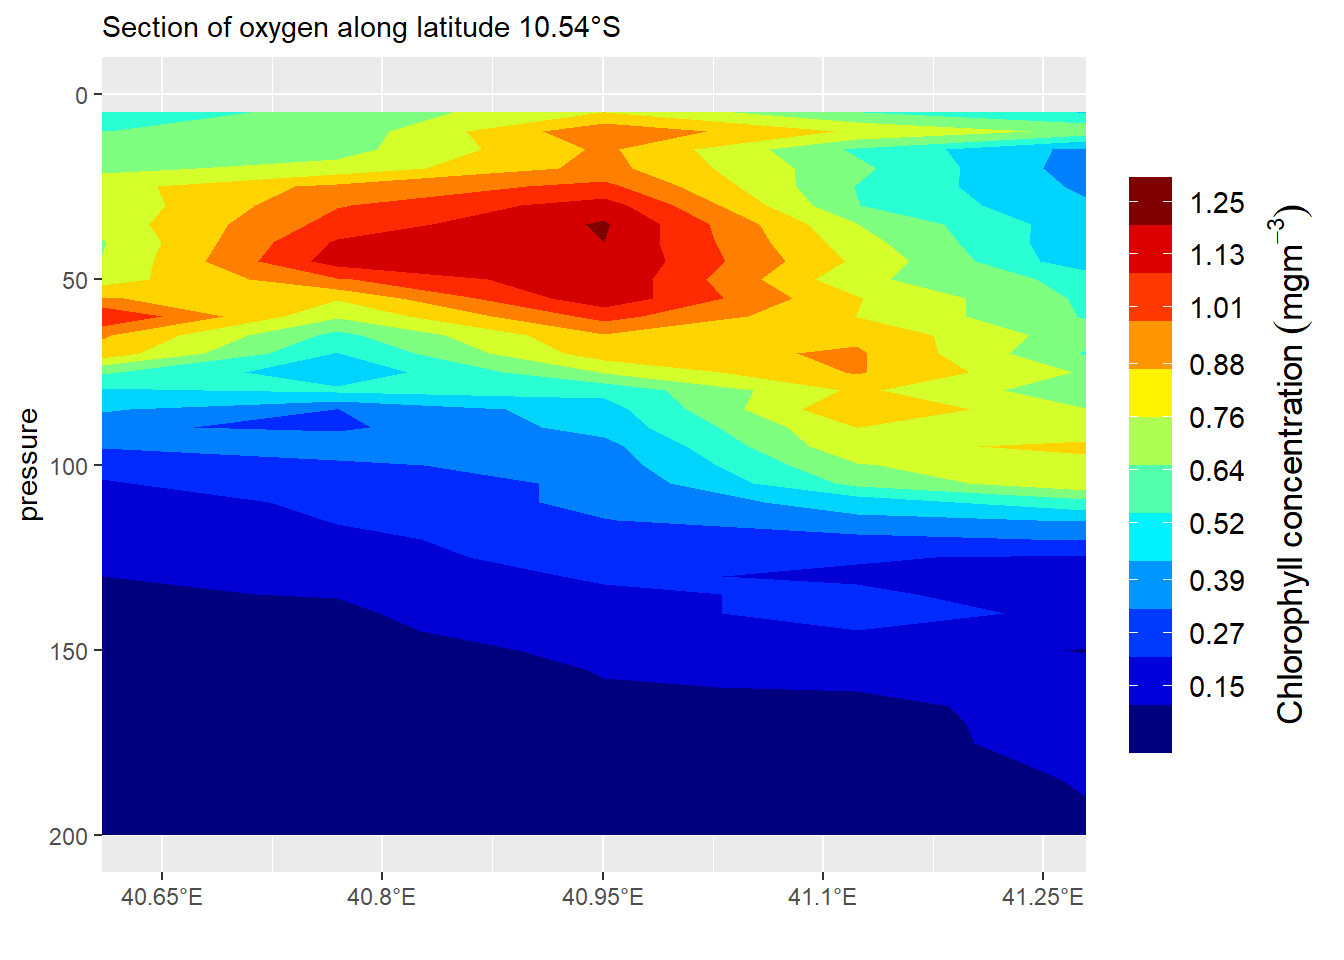 Section of oxygen along latitude 10.54°S
0
50
100
150
200
pressure
40.65°E
40.8°E
40.95°E
41.1°E
41.25°E
1.25
1.13
1.01
0.88
0.76
0.64
0.52
0.39
0.27
0.15
Chlorophyll concentration (mgm⁻³)